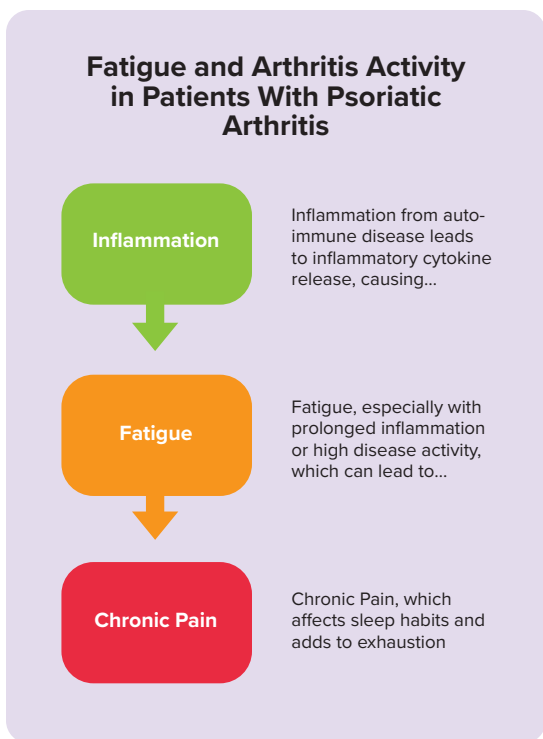 Fatigue and Arthritis Activity
in Patients With Psoriatic
Arthritis
Inflammation
Inflammation from auto-
immune disease leads
to inflammatory cytokine
release, causing...
Fatigue
Fatigue, especially with
prolonged inflammation
or high disease activity,
which can lead to...
Chronic Pain
Chronic Pain, which
affects sleep habits and
adds to exhaustion